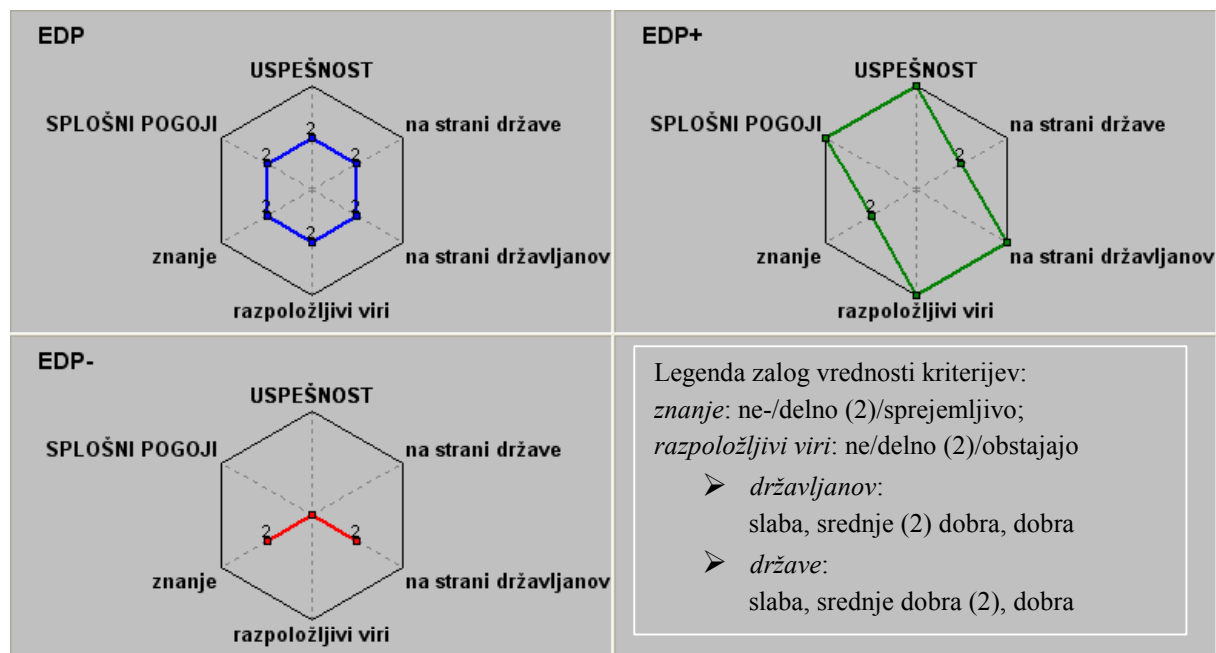 EDP
USPEŠNOST
SPLOŠNI POGOJI
na strani države
2
2
2
2
2
2
znanje
na strani državljanov
razpoložljivi viri
EDP+
USPEŠNOST
SPLOŠNI POGOJI
na strani države
2
2
znanje
na strani državljanov
razpoložljivi viri
EDP-
USPEŠNOST
SPLOŠNI POGOJI
na strani države
2
2
znanje
na strani državljanov
razpoložljivi viri
Legenda zalog vrednosti kriterijev:
znanje: ne-/delno (2)/sprejemljivo;
razpoložljivi viri: ne/delno (2)/obstajajo
➢ državljanov:
slaba, srednje (2) dobra, dobra
➢ države:
slaba, srednje dobra (2), dobra